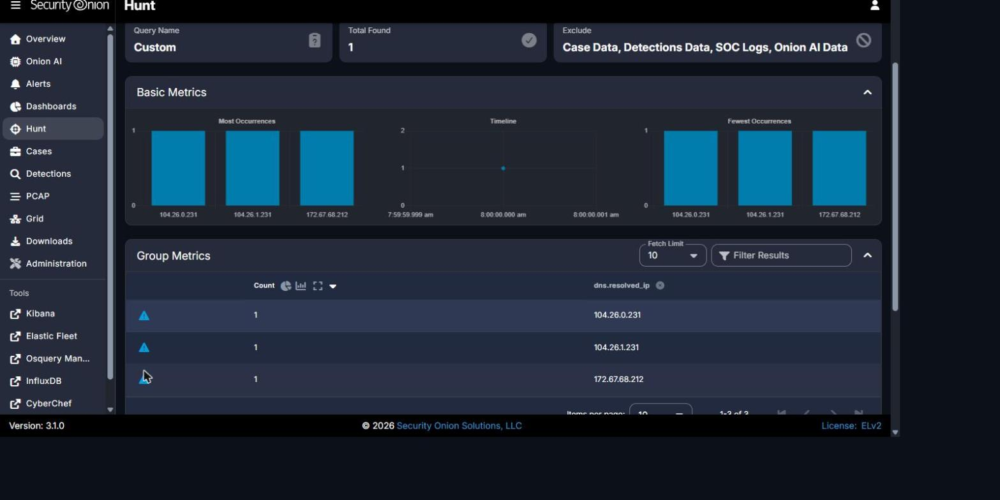 Security Onion
Hunt
Overview
Onion AI
Alerts
Dashboards
Hunt
Cases
Detections
PCAP
Grid
Downloads
Administration
Tools
Kibana
Elastic Fleet
Osquery Man...
InfluxDB
CyberChef
Query Name
Custom
Total Found
1
Exclude
Case Data, Detections Data, SOC Logs, Onion AI Data
Basic Metrics
Most Occurrences
1
0
104.26.0.231 104.26.1.231 172.67.68.212
Timeline
2
1
0
7:59:59.999 am 8:00:00.000 am 8:00:00.001 am
Fewest Occurrences
1
0
104.26.0.231 104.26.1.231 172.67.68.212
Group Metrics
Fetch Limit
10
Filter Results
Count dns.resolved_ip
1 104.26.0.231
1 104.26.1.231
1 172.67.68.212
Items per page: 10 1-3 of 3
Version: 3.1.0 © 2026 Security Onion Solutions, LLC License: ELv2